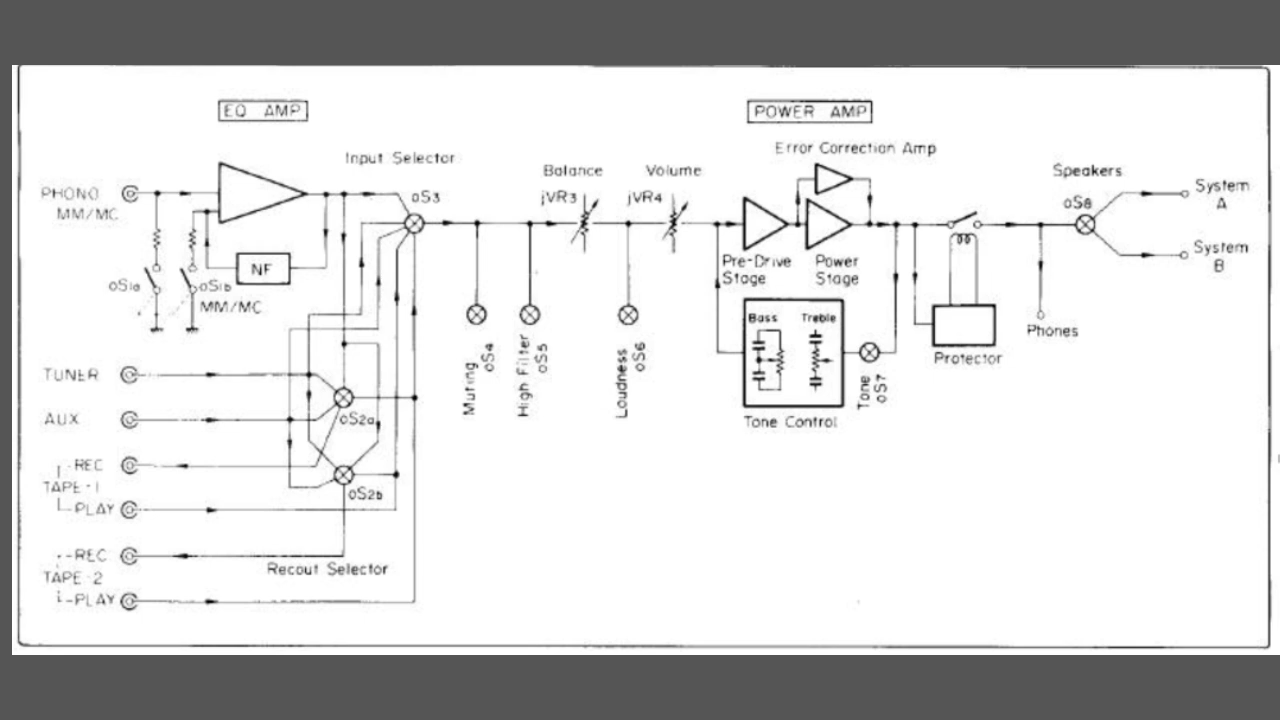 EQ AMP
POWER AMP
Error Correction Amp
Input Selector
Balance
Volume
Speakers
PHONO
MM/MC
oS3
jVR3
jVR4
oS8
System
A
System
B
NF
oS1a
oS1b
MM/MC
Pre-Drive
Stage
Power
Stage
Bass
Treble
Phones
Protector
Muting
oS4
High Filter
oS5
Loudness
oS6
Tone
oS7
Tone Control
TUNER
AUX
oS2a
REC
TAPE-1
PLAY
oS2b
REC
TAPE-2
PLAY
Recout Selector